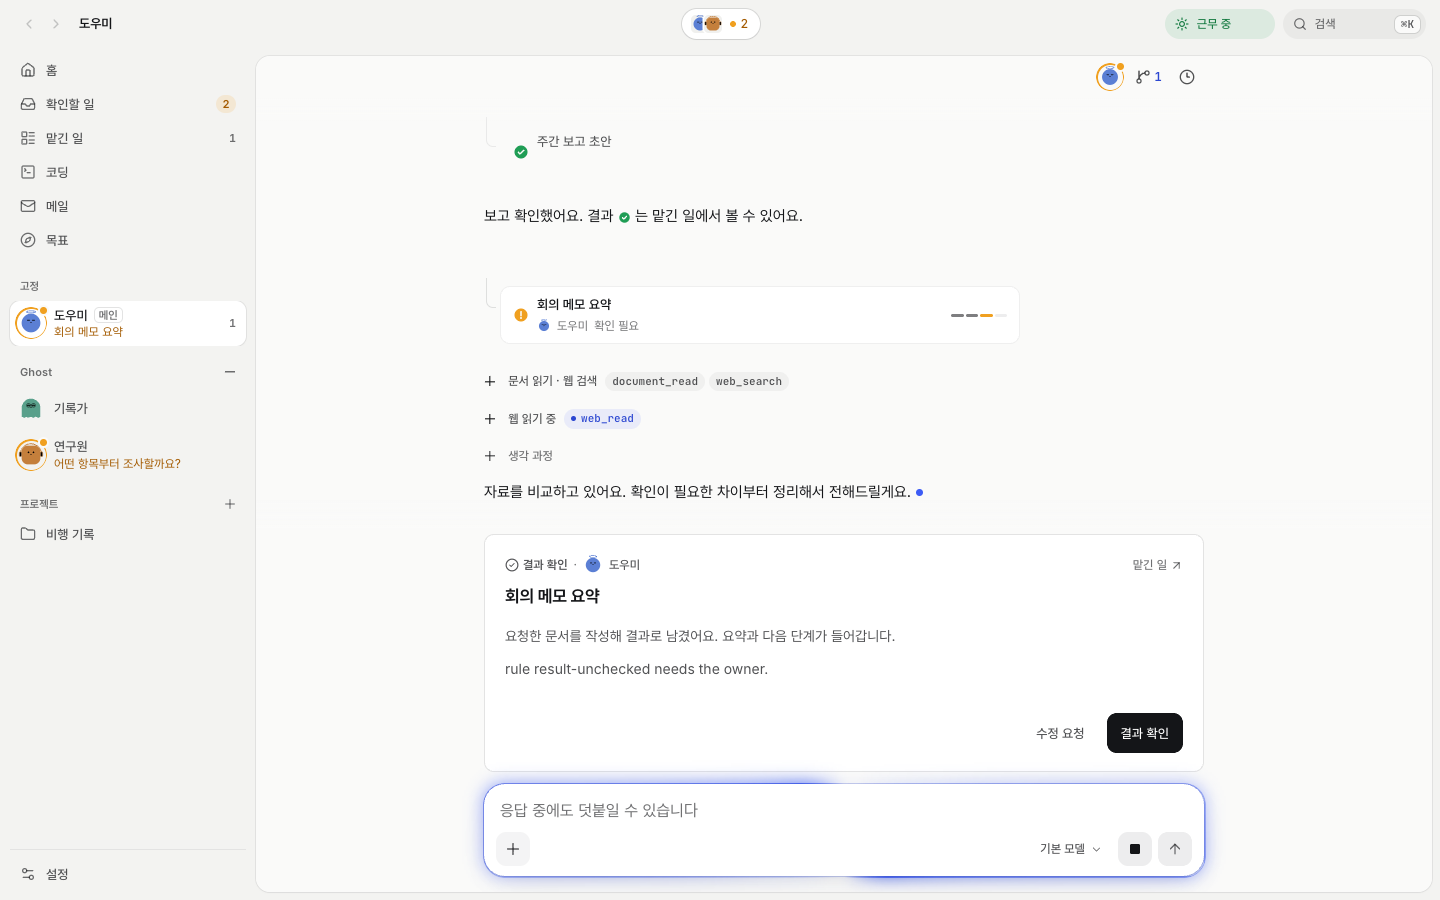 도우미
2
근무 중
검색
⌘K
홈
확인할 일
2
맡긴 일
1
코딩
메일
목표
고정
도우미 메인
회의 메모 요약
1
Ghost
기록가
연구원
어떤 항목부터 조사할까요?
프로젝트
비행 기록
설정
1
주간 보고 초안
보고 확인했어요. 결과 는 맡긴 일에서 볼 수 있어요.
회의 메모 요약
도우미 확인 필요
문서 읽기 · 웹 검색 document_read web_search
웹 읽기 중 web_read
생각 과정
자료를 비교하고 있어요. 확인이 필요한 차이부터 정리해서 전해드릴게요.
결과 확인 · 도우미
맡긴 일
회의 메모 요약
요청한 문서를 작성해 결과로 남겼어요. 요약과 다음 단계가 들어갑니다.
rule result-unchecked needs the owner.
수정 요청
결과 확인
응답 중에도 덧붙일 수 있습니다
기본 모델